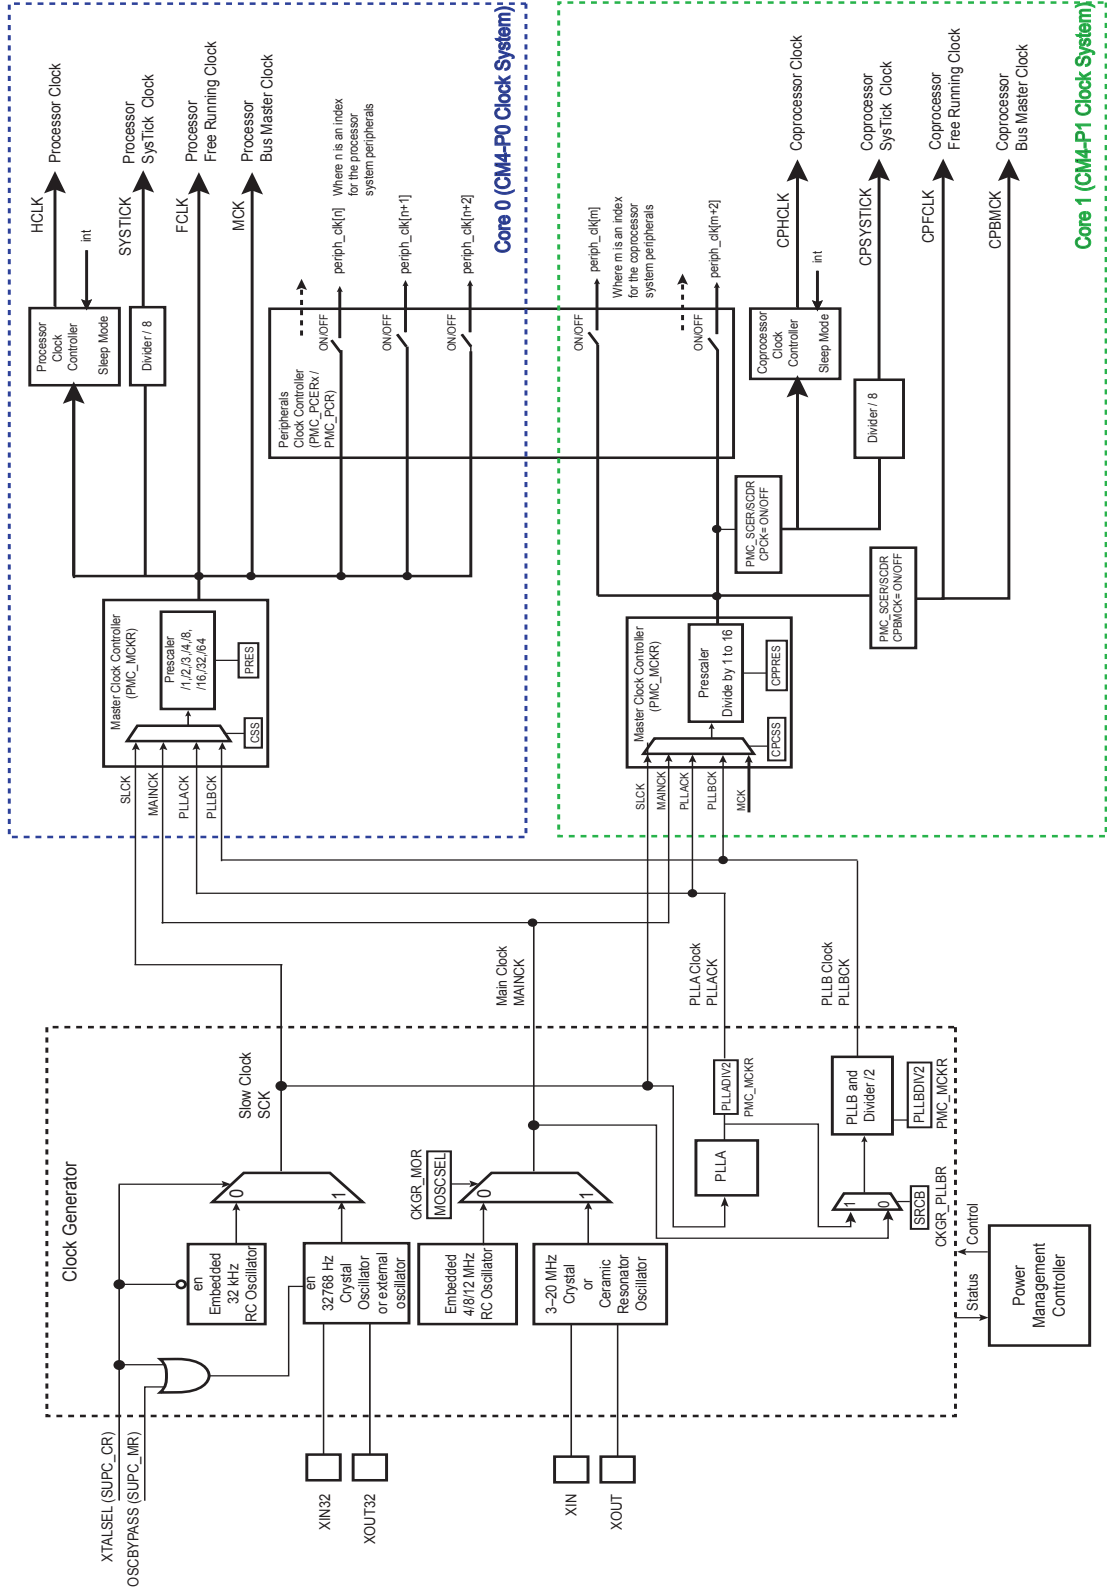 XTALSEL (SUPC_CR)
OSCBYPASS (SUPC_MR)
XIN32
XOUT32
XIN
XOUT
Clock Generator
en
Embedded
32 kHz
RC Oscillator
en
32768 Hz
Crystal
Oscillator
or external
oscillator
Embedded
4/8/12 MHz
RC Oscillator
3–20 MHz
Crystal
or
Ceramic
Resonator
Oscillator
0
1
CKGR_MOR
MOSCSEL
0
1
Slow Clock
SCK
PLLA
PLLADIV2
PMC_MCKR
1
0
SRCB
CKGR_PLLBR
PLLB and
Divider /2
PLLBDIV2
PMC_MCKR
Status
Control
Power
Management
Controller
Main Clock
MAINCK
PLLA Clock
PLLACK
PLLB Clock
PLLBCK
SLCK
MAINCK
PLLACK
PLLBCK
Master Clock Controller
(PMC_MCKR)
Prescaler
/1,/2,/3,/4,/8,
/16,/32,/64
CSS
PRES
Processor
Clock
Controller
Sleep Mode
Divider / 8
int
HCLK
Processor Clock
SYSTICK
Processor
SysTick Clock
FCLK
Processor
Free Running Clock
MCK
Processor
Bus Master Clock
Peripherals
Clock Controller
(PMC_PCERx /
PMC_PCR)
ON/OFF
ON/OFF
ON/OFF
periph_clk[n]
Where n is an index
for the processor
system peripherals
periph_clk[n+1]
periph_clk[n+2]
Core 0 (CM4-P0 Clock System)
SLCK
MAINCK
PLLACK
PLLBCK
MCK
Master Clock Controller
(PMC_MCKR)
Prescaler
Divide by 1 to 16
CPCSS
CPPRES
ON/OFF
ON/OFF
periph_clk[m]
Where m is an index
for the coprocessor
system peripherals
periph_clk[m+2]
PMC_SCER/SCDR
CPCK= ON/OFF
PMC_SCER/SCDR
CPBMCK= ON/OFF
Coprocessor
Clock
Controller
Sleep Mode
Divider / 8
int
CPHCLK
Coprocessor Clock
CPSYSTICK
Coprocessor
SysTick Clock
CPFCLK
Coprocessor
Free Running Clock
CPBMCK
Coprocessor
Bus Master Clock
Core 1 (CM4-P1 Clock System)